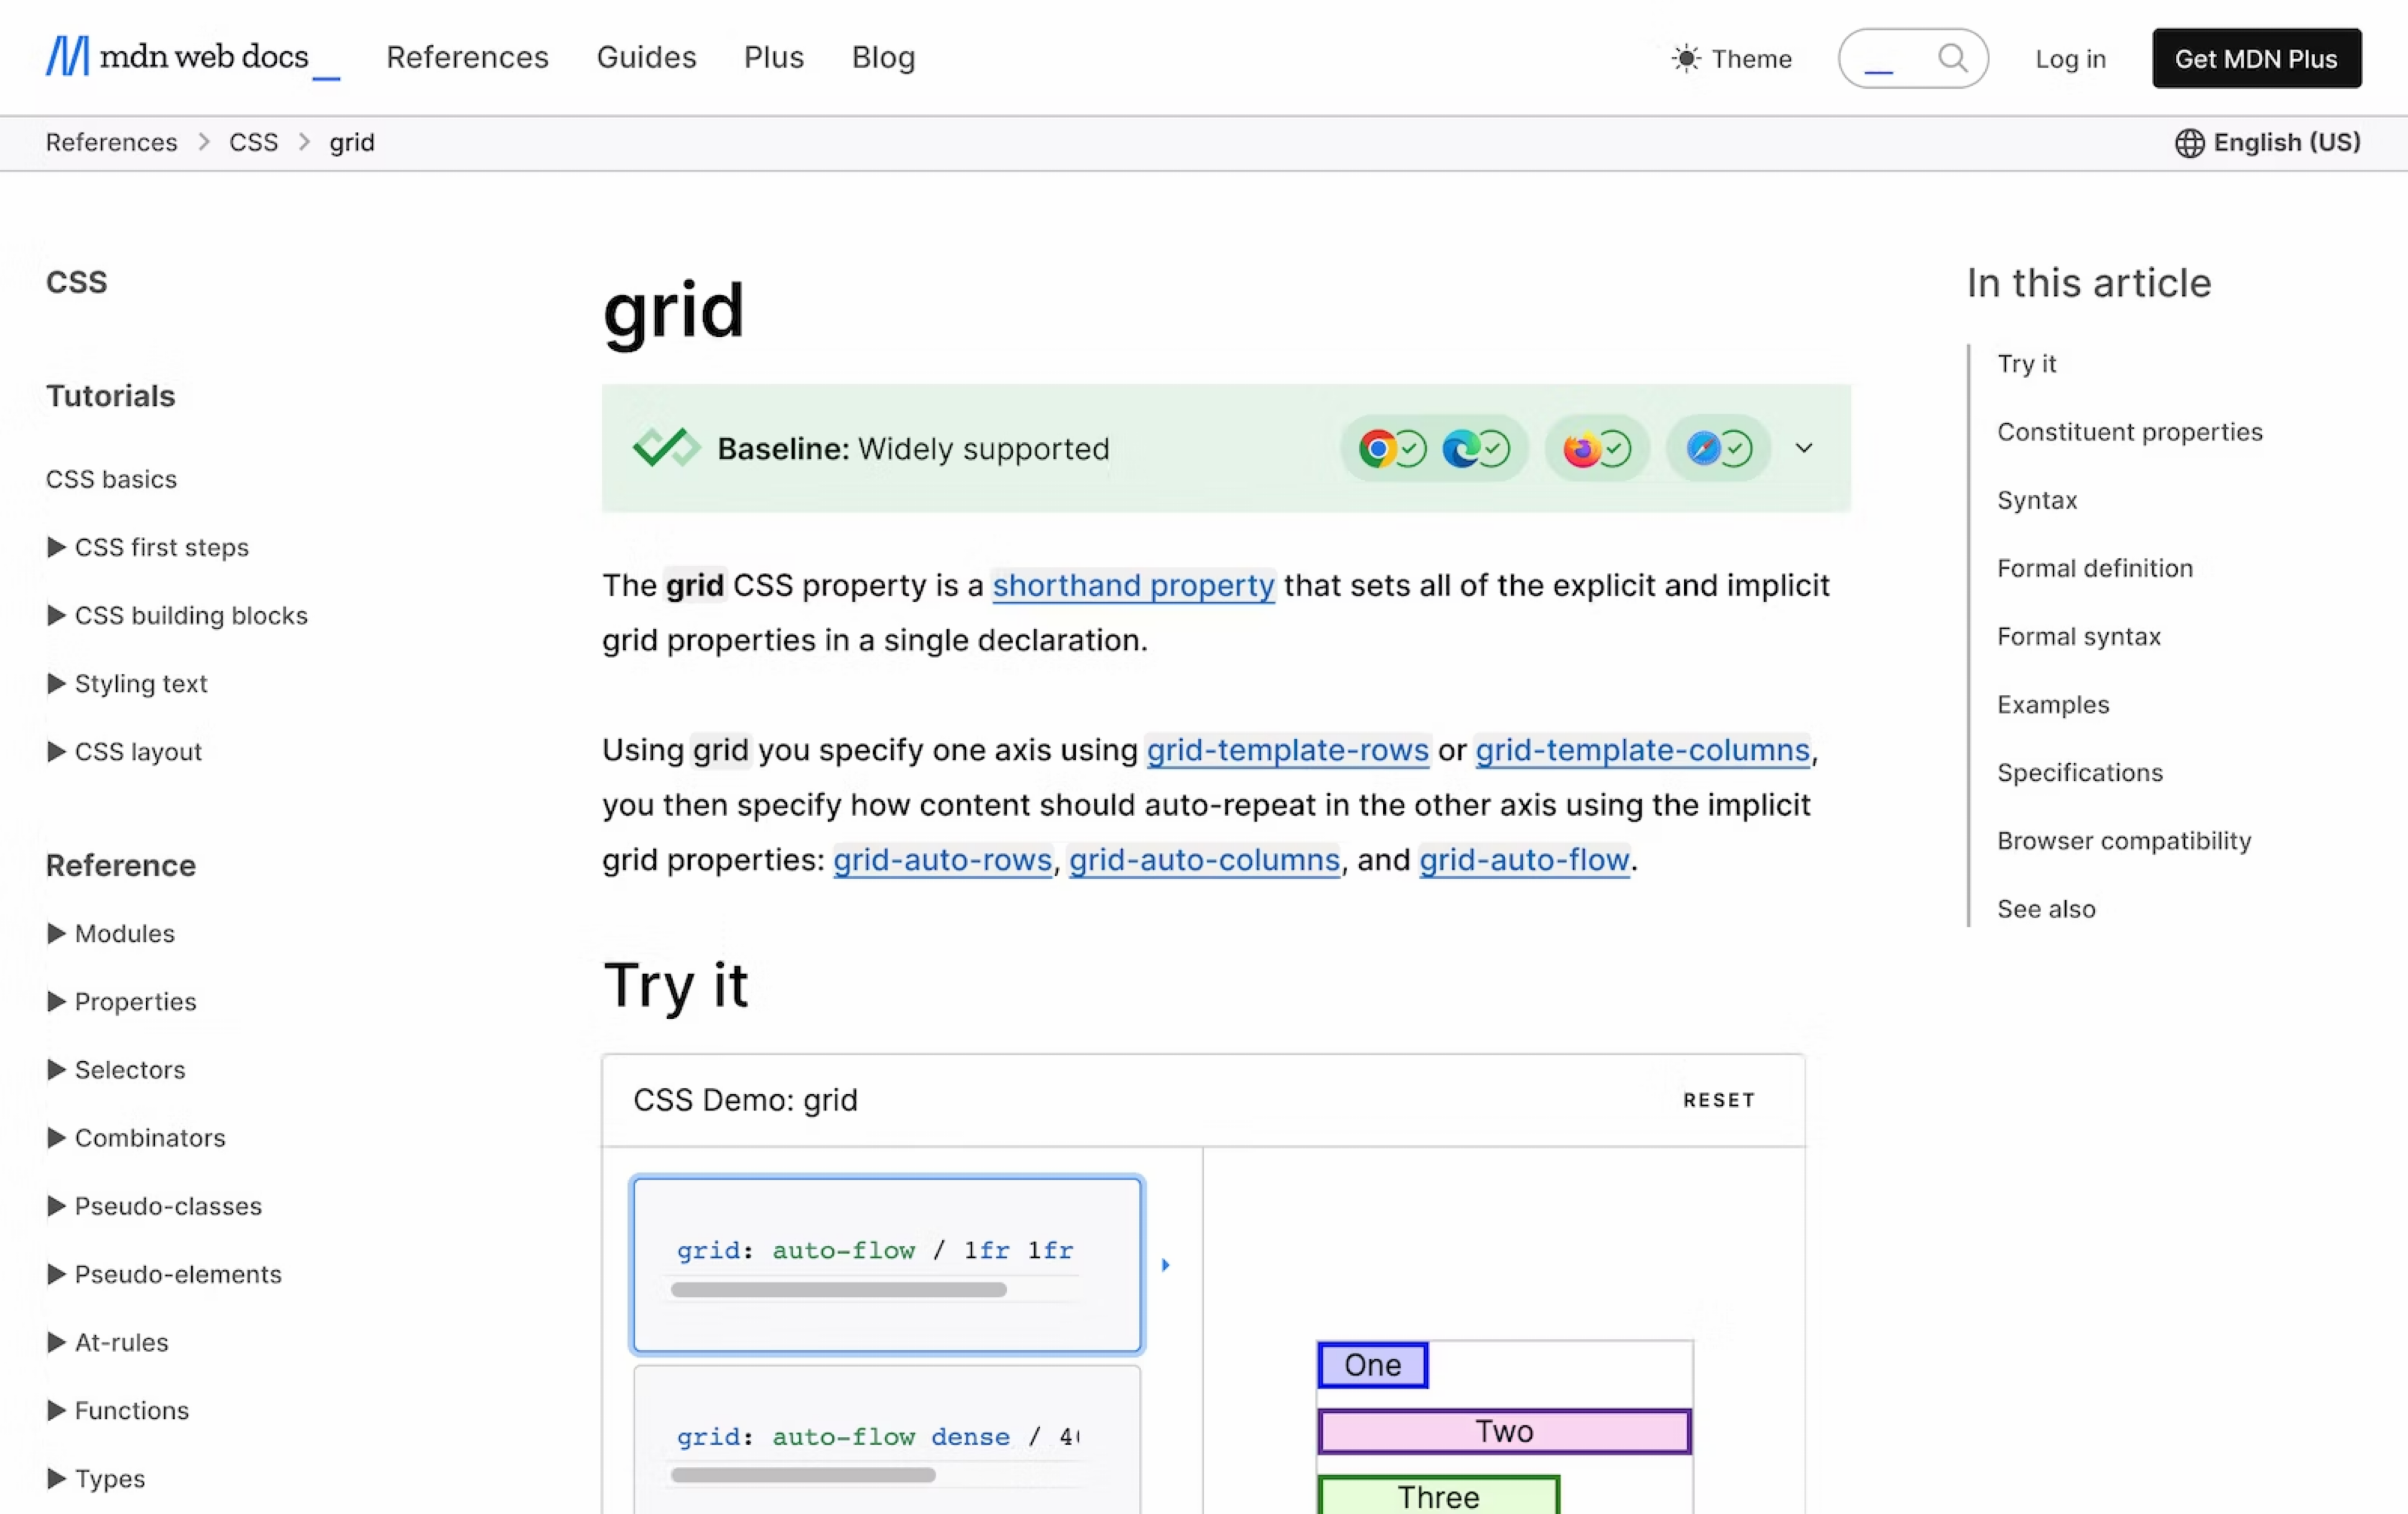 mdn web docs_
References Guides Plus Blog
Theme
Log in
Get MDN Plus
References > CSS > grid
English (US)
CSS
Tutorials
CSS basics
CSS first steps
CSS building blocks
Styling text
CSS layout
Reference
Modules
Properties
Selectors
Combinators
Pseudo-classes
Pseudo-elements
At-rules
Functions
Types
grid
Baseline: Widely supported
The grid CSS property is a shorthand property that sets all of the explicit and implicit
grid properties in a single declaration.
Using grid you specify one axis using grid-template-rows or grid-template-columns,
you then specify how content should auto-repeat in the other axis using the implicit
grid properties: grid-auto-rows, grid-auto-columns, and grid-auto-flow.
Try it
CSS Demo: grid
RESET
grid: auto-flow / 1fr 1fr
grid: auto-flow dense / 4
One
Two
Three
In this article
Try it
Constituent properties
Syntax
Formal definition
Formal syntax
Examples
Specifications
Browser compatibility
See also